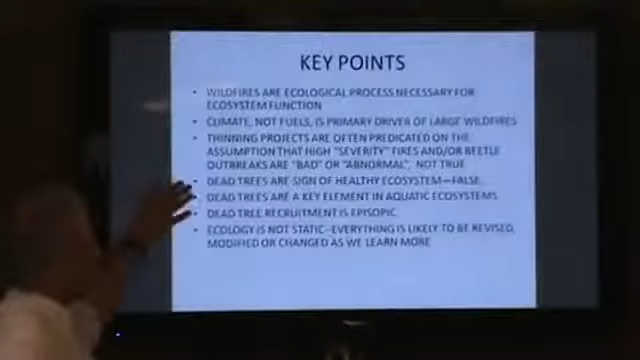 KEY POINTS
• WILDFIRES ARE ECOLOGICAL PROCESS NECESSARY FOR
ECOSYSTEM FUNCTION
• CLIMATE, NOT FUELS, IS PRIMARY DRIVER OF LARGE WILDFIRES
• THINNING PROJECTS ARE OFTEN PREDICATED ON THE
ASSUMPTION THAT HIGH "SEVERITY" FIRES AND/OR BEETLE
OUTBREAKS ARE "BAD" OR "ABNORMAL", NOT TRUE
• DEAD TREES ARE SIGN OF HEALTHY ECOSYSTEM—FALSE
• DEAD TREES ARE A KEY ELEMENT IN AQUATIC ECOSYSTEMS
• DEAD TREE RECRUITMENT IS EPISOPIC
• ECOLOGY IS NOT STATIC--EVERYTHING IS LIKELY TO BE REVISED,
MODIFIED OR CHANGED AS WE LEARN MORE